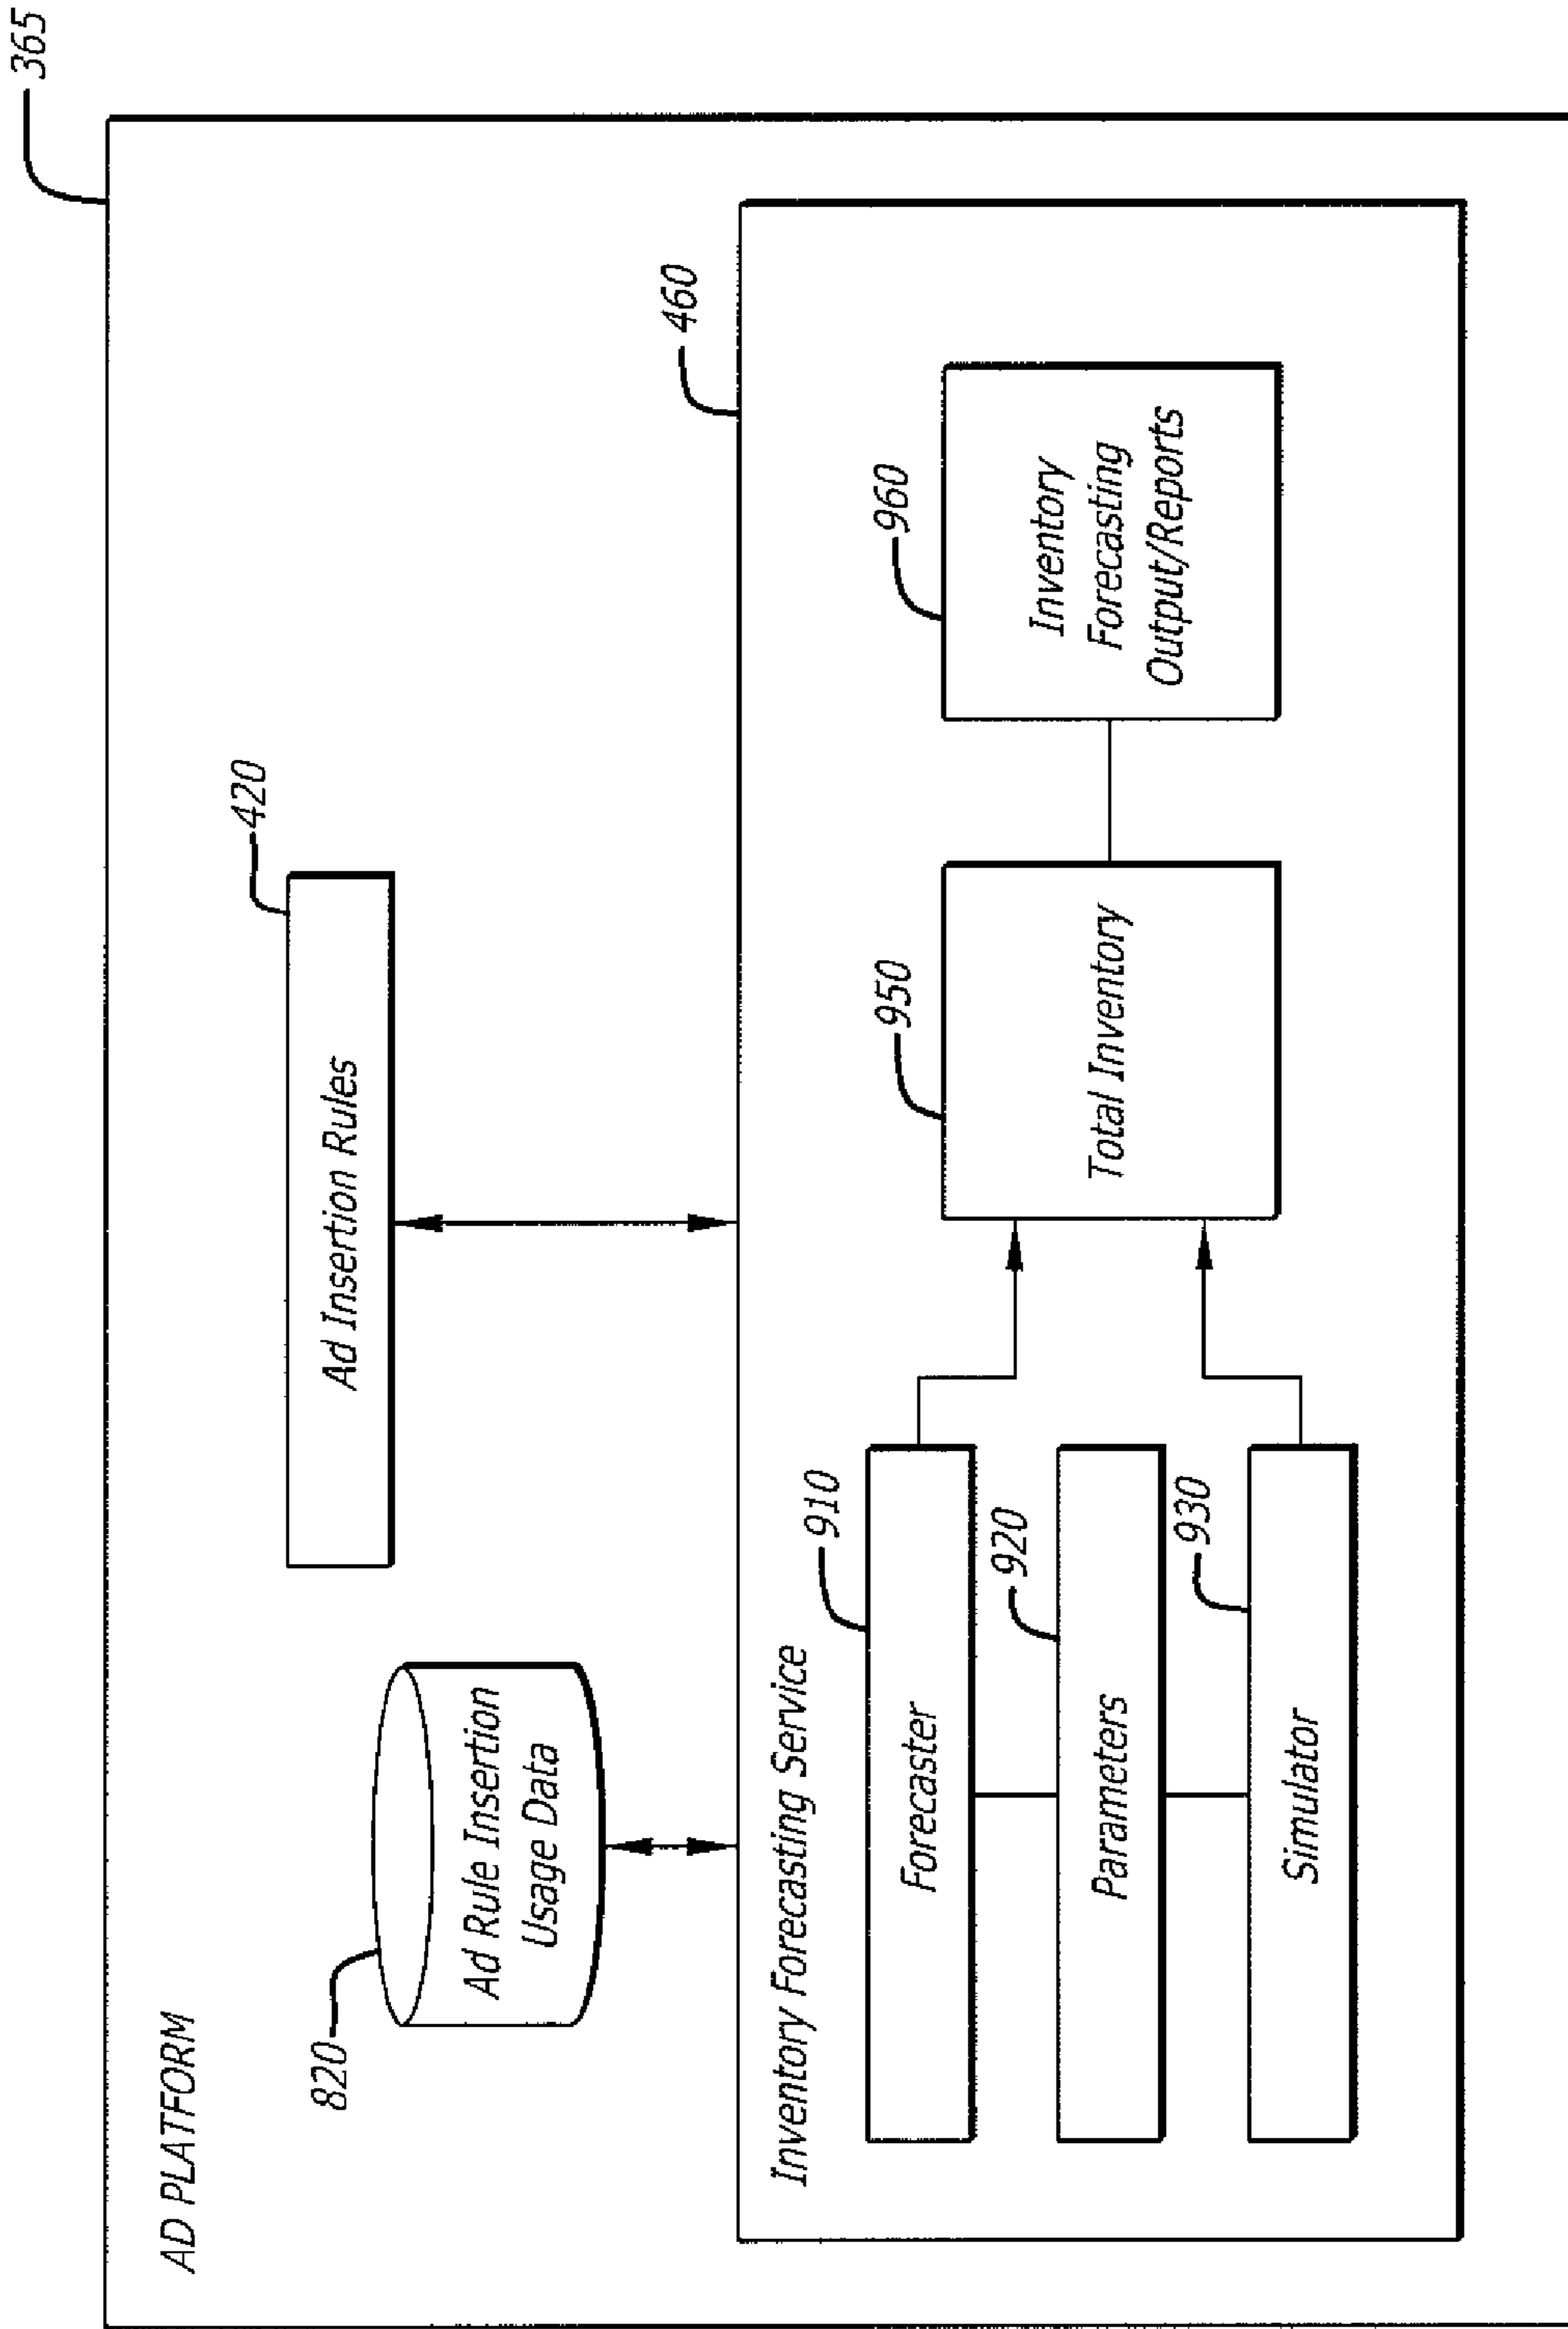 365
AD PLATFORM
820
Ad Rule Insertion
Usage Data
420
Ad Insertion Rules
460
Inventory Forecasting Service
910
Forecaster
920
Parameters
930
Simulator
950
Total Inventory
960
Inventory
Forecasting
Output/Reports